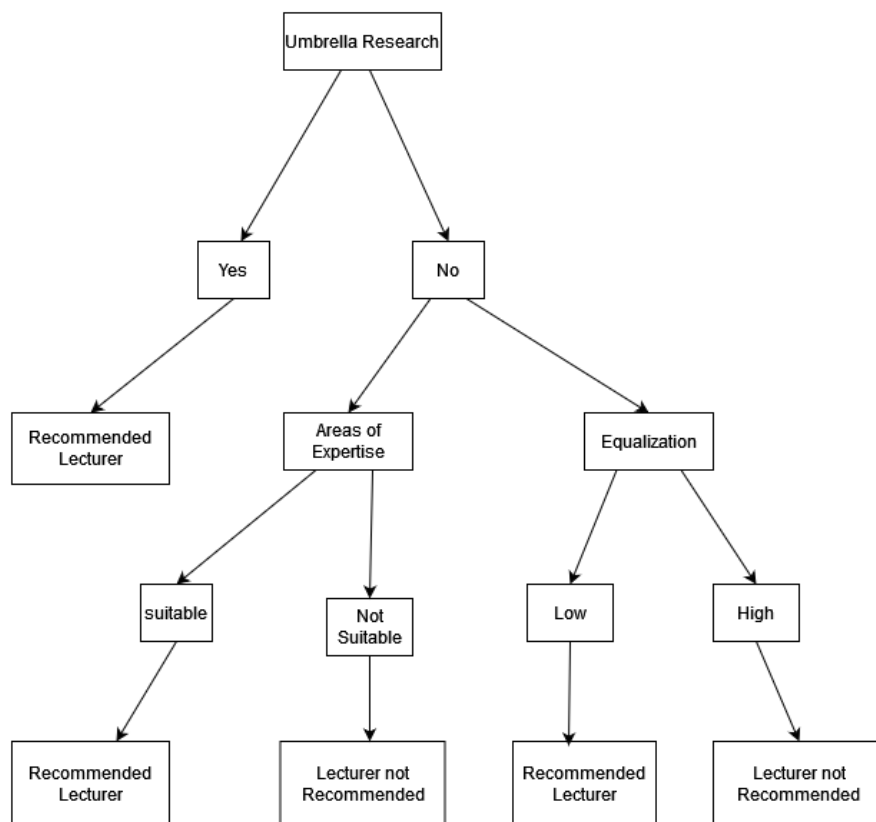 Umbrella Research
Yes
No
Recommended
Lecturer
Areas of
Expertise
Equalization
suitable
Not
Suitable
Low
High
Recommended
Lecturer
Lecturer not
Recommended
Recommended
Lecturer
Lecturer not
Recommended